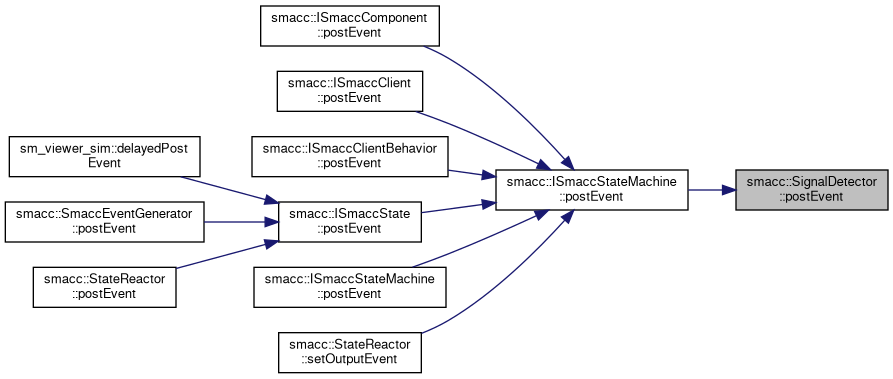 smacc::ISmaccComponent
::postEvent
smacc::ISmaccClient
::postEvent
sm_viewer_sim::delayedPost
Event
smacc::ISmaccClientBehavior
::postEvent
smacc::ISmaccStateMachine
::postEvent
smacc::SignalDetector
::postEvent
smacc::SmaccEventGenerator
::postEvent
smacc::ISmaccState
::postEvent
smacc::StateReactor
::postEvent
smacc::ISmaccStateMachine
::postEvent
smacc::StateReactor
::setOutputEvent